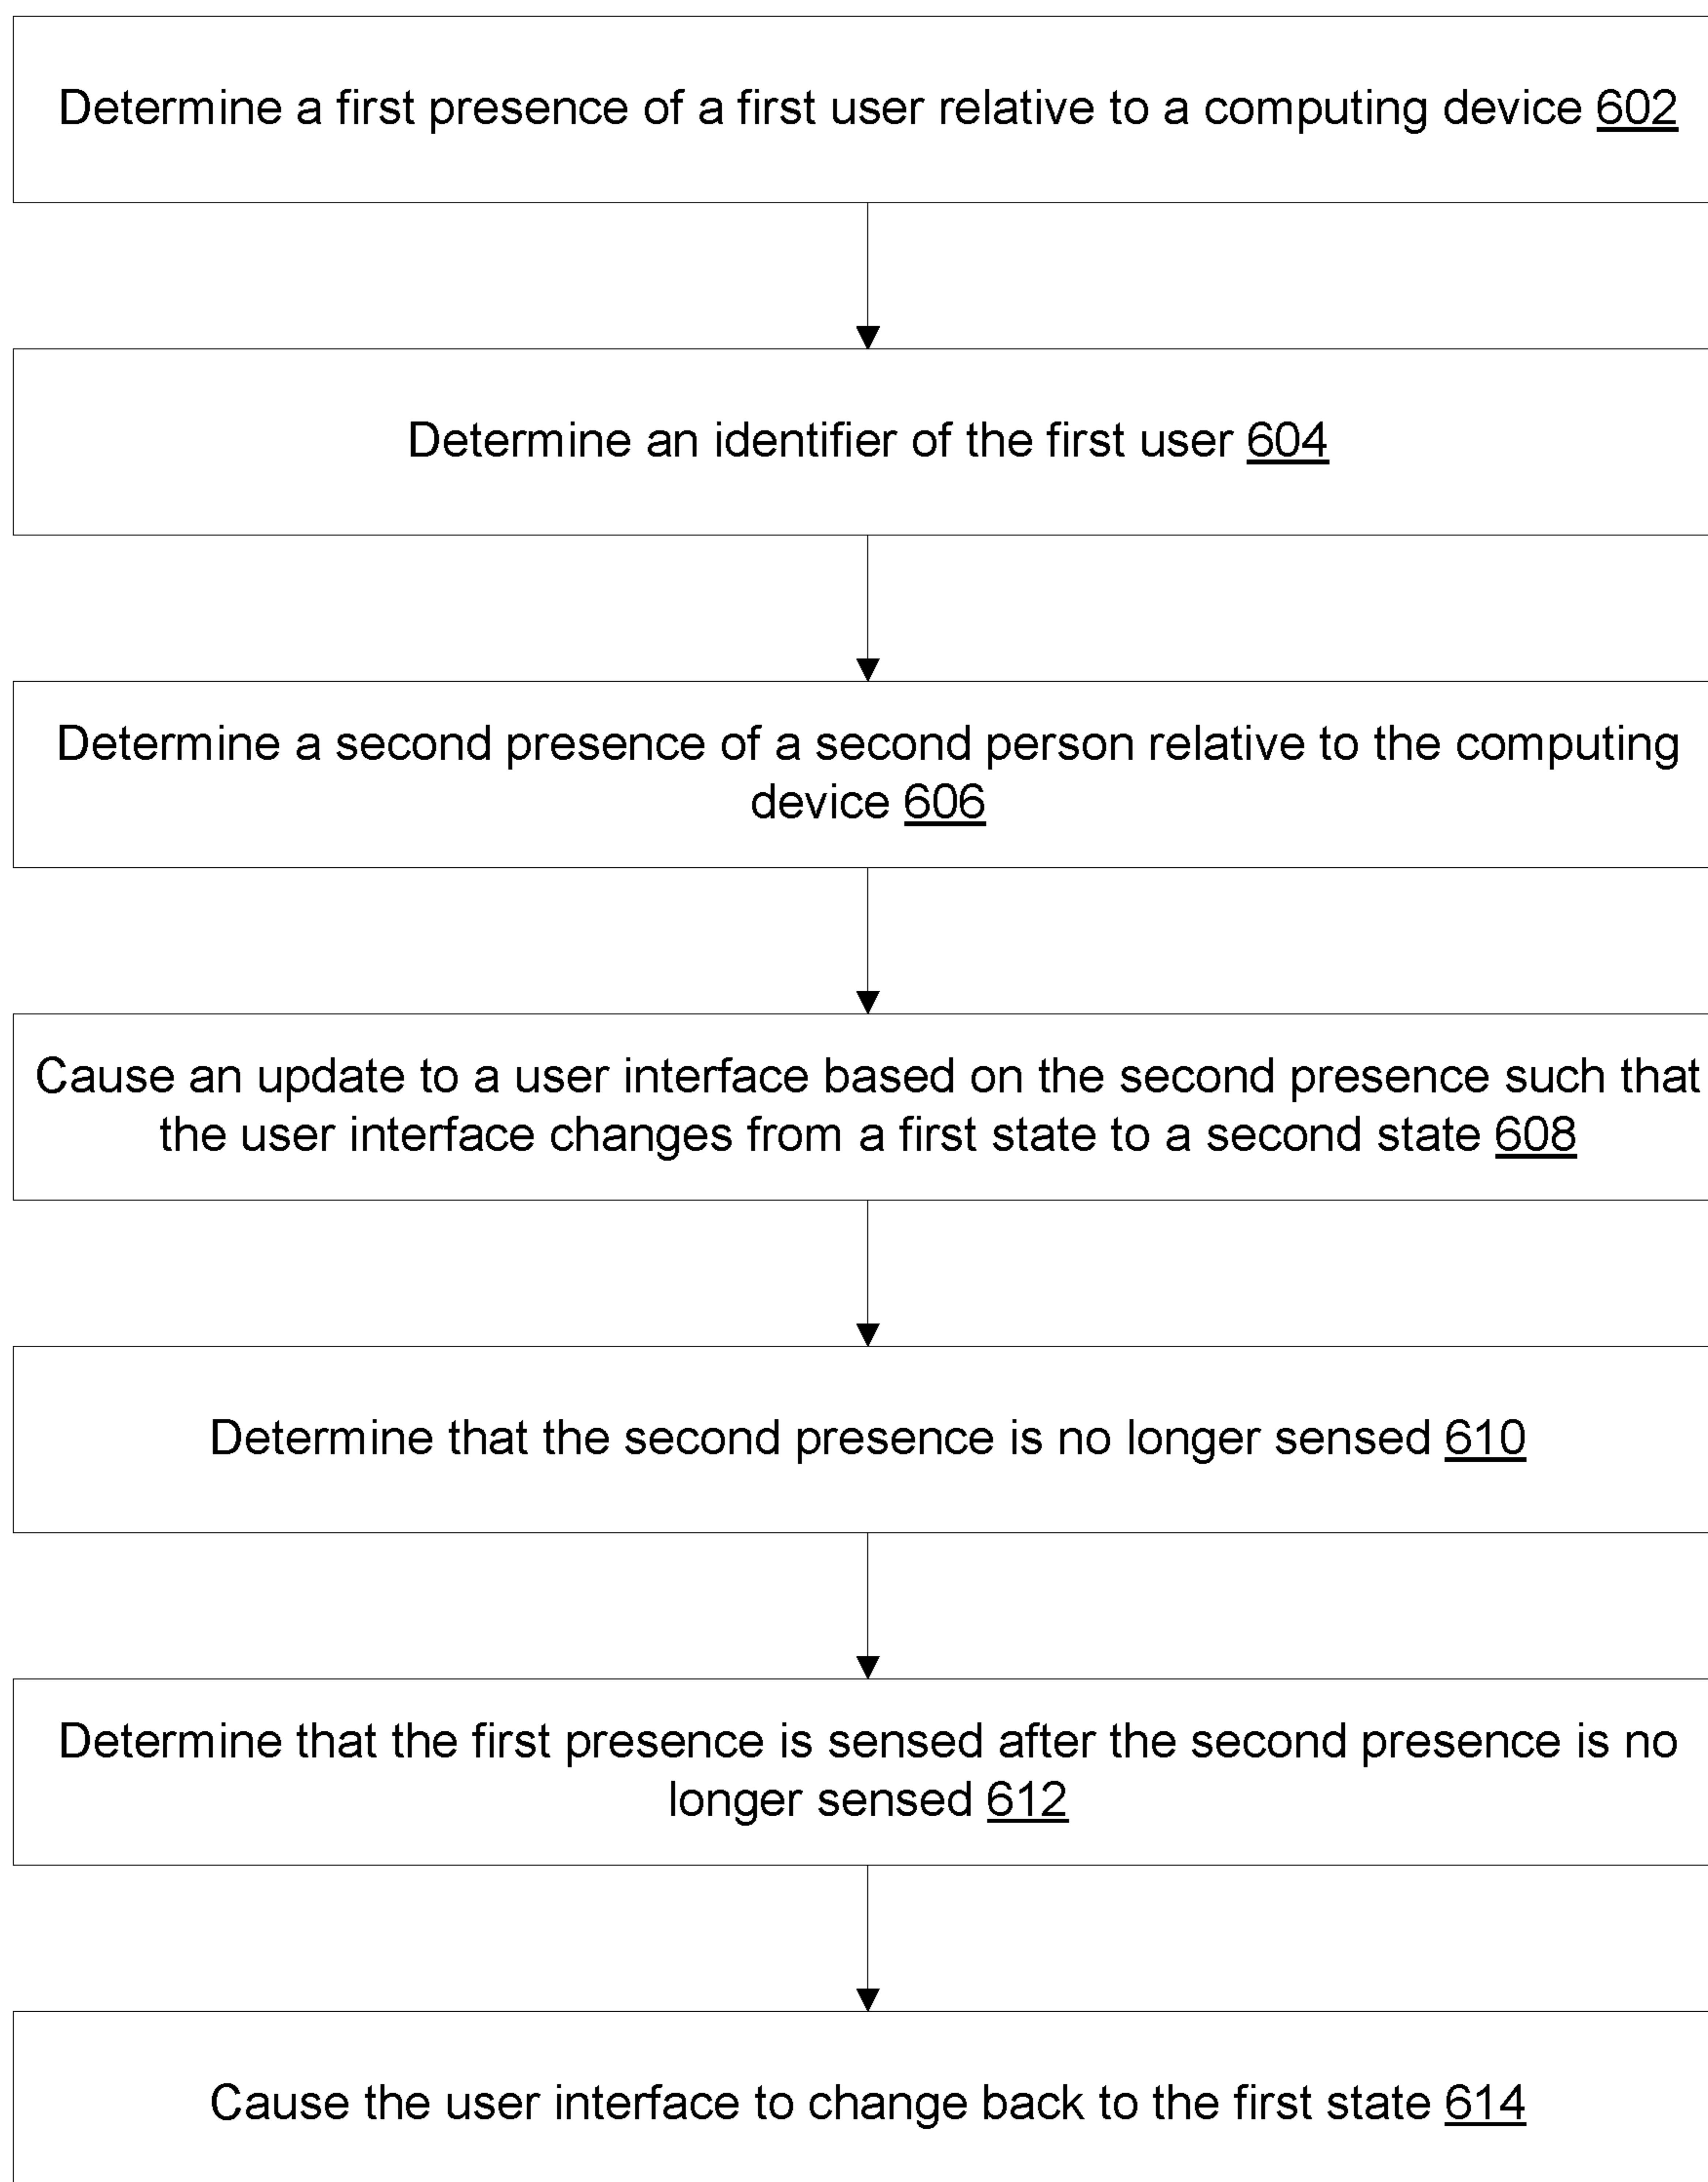 Determine a first presence of a first user relative to a computing device 602
Determine an identifier of the first user 604
Determine a second presence of a second person relative to the computing
device 606
Cause an update to a user interface based on the second presence such that
the user interface changes from a first state to a second state 608
Determine that the second presence is no longer sensed 610
Determine that the first presence is sensed after the second presence is no
longer sensed 612
Cause the user interface to change back to the first state 614